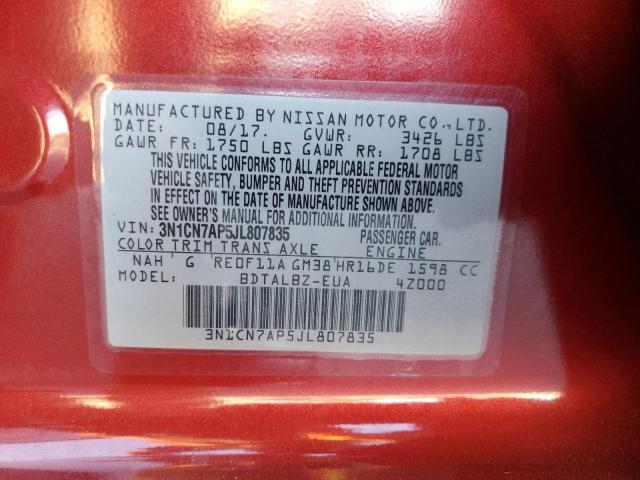 MANUFACTURED BY NISSAN MOTOR CO., LTD.
DATE: 08/17. GVWR: 3426 LBS
GAWR FR: 1750 LBS GAWR RR: 1708 LBS
THIS VEHICLE CONFORMS TO ALL APPLICABLE FEDERAL MOTOR
VEHICLE SAFETY, BUMPER AND THEFT PREVENTION STANDARDS
IN EFFECT ON THE DATE OF MANUFACTURE SHOWN ABOVE.
SEE OWNER'S MANUAL FOR ADDITIONAL INFORMATION.
VIN: 3N1CN7AP5JL807835 PASSENGER CAR.
COLOR TRIM TRANS AXLE ENGINE
NAH G RE0F11A GM38 HR16DE 1598 CC
MODEL: BDTALBZ-EUA 4Z000
3N1CN7AP5JL807835